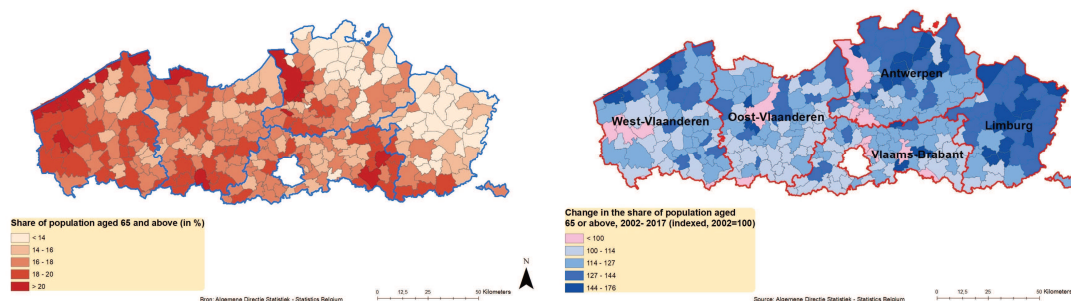 Share of population aged 65 and above (in %)
< 14
14 - 16
16 - 18
18 - 20
> 20
N
0 12,5 25 50 Kilometers
Bron: Algemene Directie Statistiek - Statistics Belgium
West-Vlaanderen
Oost-Vlaanderen
Antwerpen
Limburg
Vlaams-Brabant
Change in the share of population aged
65 or above, 2002- 2017 (indexed, 2002=100)
< 100
100 - 114
114 - 127
127 - 144
144 - 176
0 12,5 25 50 Kilometers
Source: Algemene Directie Statistiek - Statistics Belgium